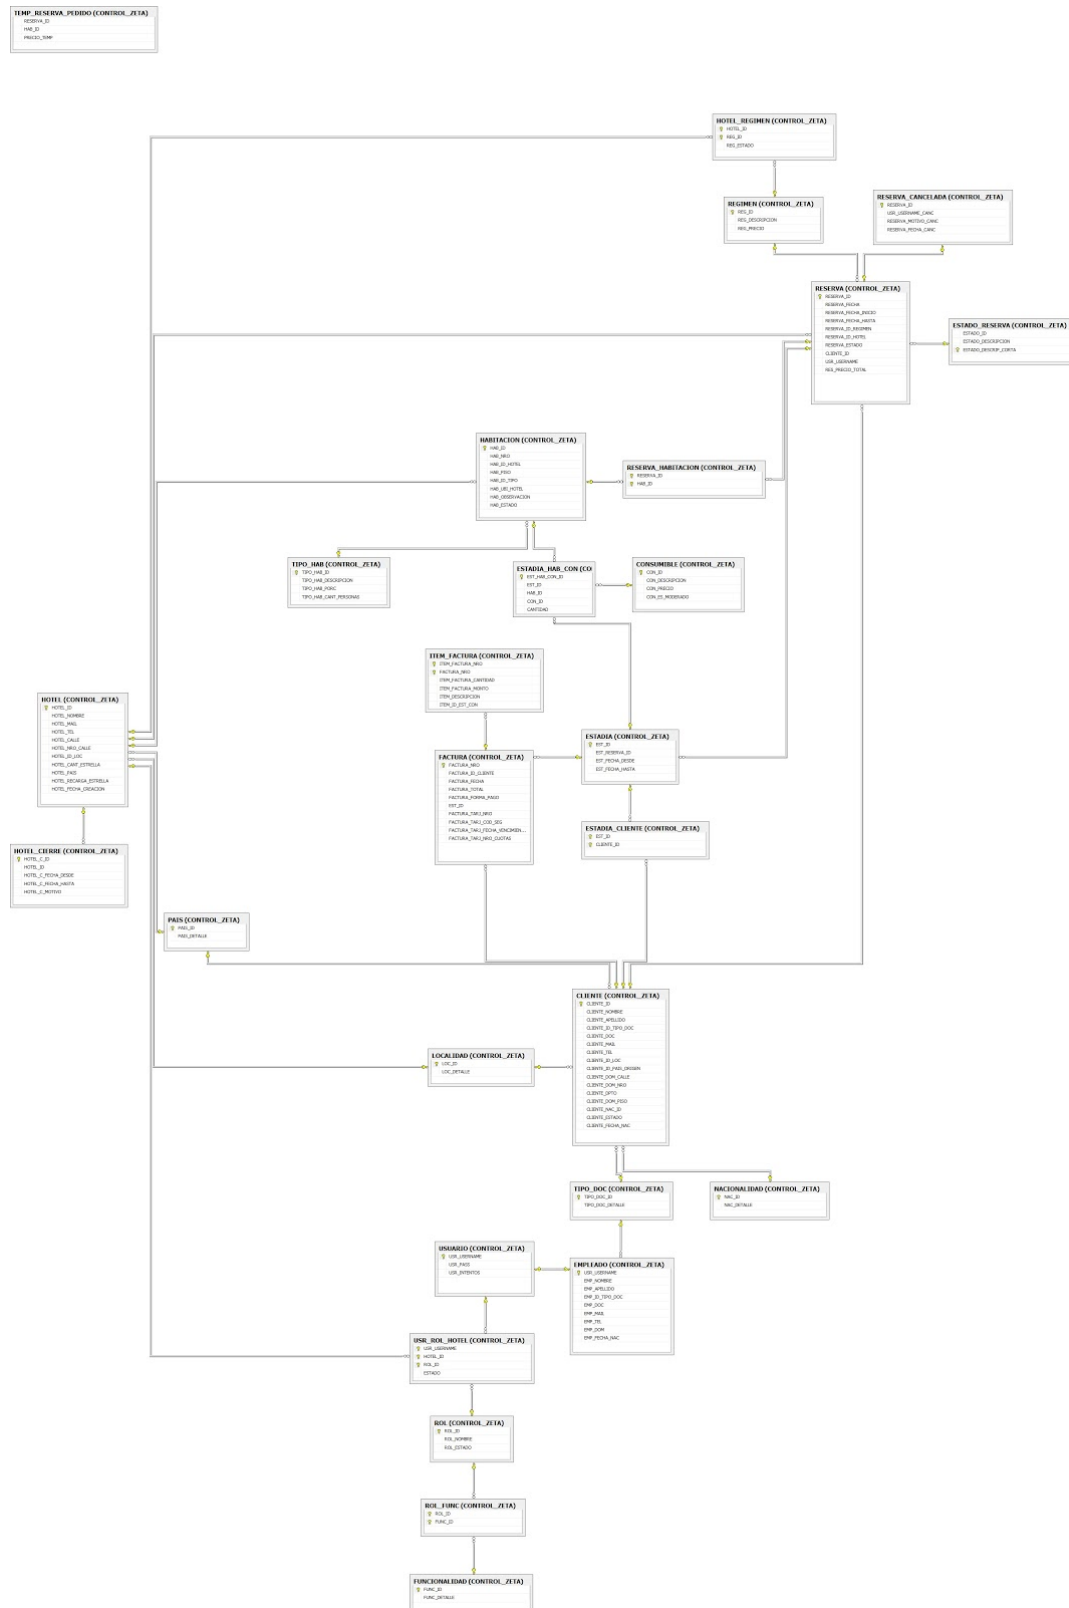 TEMP_RESERVA_PEDIDO (CONTROL_ZETA)
RESERVA_ID
HAB_ID
PRECIO_TEMP
HOTEL_REGIMEN (CONTROL_ZETA)
HOTEL_ID
REG_ID
REG_ESTADO
REGIMEN (CONTROL_ZETA)
REG_ID
REG_DESCRIPCION
REG_PRECIO
RESERVA_CANCELADA (CONTROL_ZETA)
RESERVA_ID
USR_USERNAME_CANC
RESERVA_MOTIVO_CANC
RESERVA_FECHA_CANC
RESERVA (CONTROL_ZETA)
RESERVA_ID
RESERVA_FECHA
RESERVA_FECHA_INICIO
RESERVA_FECHA_HASTA
RESERVA_ID_REGIMEN
RESERVA_ID_HOTEL
RESERVA_ESTADO
CLIENTE_ID
USR_USERNAME
RES_PRECIO_TOTAL
ESTADO_RESERVA (CONTROL_ZETA)
ESTADO_ID
ESTADO_DESCRIPCION
ESTADO_DESCRIP_CORTA
HABITACION (CONTROL_ZETA)
HAB_ID
HAB_NRO
HAB_ID_HOTEL
HAB_PISO
HAB_ID_TIPO
HAB_UBI_HOTEL
HAB_OBSERVACION
HAB_ESTADO
RESERVA_HABITACION (CONTROL_ZETA)
RESERVA_ID
HAB_ID
TIPO_HAB (CONTROL_ZETA)
TIPO_HAB_ID
TIPO_HAB_DESCRIPCION
TIPO_HAB_PORC
TIPO_HAB_CANT_PERSONAS
ESTADIA_HAB_CON (CO
EST_HAB_CON_ID
EST_ID
HAB_ID
CON_ID
CANTIDAD
CONSUMIBLE (CONTROL_ZETA)
CON_ID
CON_DESCRIPCION
CON_PRECIO
CON_ES_MODERADO
ITEM_FACTURA (CONTROL_ZETA)
ITEM_FACTURA_NRO
FACTURA_NRO
ITEM_FACTURA_CANTIDAD
ITEM_FACTURA_MONTO
ITEM_DESCRIPCION
ITEM_ID_EST_CON
HOTEL (CONTROL_ZETA)
HOTEL_ID
HOTEL_NOMBRE
HOTEL_MAIL
HOTEL_TEL
HOTEL_CALLE
HOTEL_NRO_CALLE
HOTEL_ID_LOC
HOTEL_CANT_ESTRELLA
HOTEL_PAIS
HOTEL_RECARGA_ESTRELLA
HOTEL_FECHA_CREACION
FACTURA (CONTROL_ZETA)
FACTURA_NRO
FACTURA_ID_CLIENTE
FACTURA_FECHA
FACTURA_TOTAL
FACTURA_FORMA_PAGO
EST_ID
FACTURA_TARJ_NRO
FACTURA_TARJ_COD_SEG
FACTURA_TARJ_FECHA_VENCIMIEN...
FACTURA_TARJ_NRO_CUOTAS
ESTADIA (CONTROL_ZETA)
EST_ID
EST_RESERVA_ID
EST_FECHA_DESDE
EST_FECHA_HASTA
ESTADIA_CLIENTE (CONTROL_ZETA)
EST_ID
CLIENTE_ID
HOTEL_CIERRE (CONTROL_ZETA)
HOTEL_C_ID
HOTEL_ID
HOTEL_C_FECHA_DESDE
HOTEL_C_FECHA_HASTA
HOTEL_C_MOTIVO
PAIS (CONTROL_ZETA)
PAIS_ID
PAIS_DETALLE
CLIENTE (CONTROL_ZETA)
CLIENTE_ID
CLIENTE_NOMBRE
CLIENTE_APELLIDO
CLIENTE_ID_TIPO_DOC
CLIENTE_DOC
CLIENTE_MAIL
CLIENTE_TEL
CLIENTE_ID_LOC
CLIENTE_ID_PAIS_ORIGEN
CLIENTE_DOM_CALLE
CLIENTE_DOM_NRO
CLIENTE_DPTO
CLIENTE_DOM_PISO
CLIENTE_NAC_ID
CLIENTE_ESTADO
CLIENTE_FECHA_NAC
LOCALIDAD (CONTROL_ZETA)
LOC_ID
LOC_DETALLE
TIPO_DOC (CONTROL_ZETA)
TIPO_DOC_ID
TIPO_DOC_DETALLE
NACIONALIDAD (CONTROL_ZETA)
NAC_ID
NAC_DETALLE
USUARIO (CONTROL_ZETA)
USR_USERNAME
USR_PASS
USR_INTENTOS
EMPLEADO (CONTROL_ZETA)
USR_USERNAME
EMP_NOMBRE
EMP_APELLIDO
EMP_ID_TIPO_DOC
EMP_DOC
EMP_MAIL
EMP_TEL
EMP_DOM
EMP_FECHA_NAC
USR_ROL_HOTEL (CONTROL_ZETA)
USR_USERNAME
HOTEL_ID
ROL_ID
ESTADO
ROL (CONTROL_ZETA)
ROL_ID
ROL_NOMBRE
ROL_ESTADO
ROL_FUNC (CONTROL_ZETA)
ROL_ID
FUNC_ID
FUNCIONALIDAD (CONTROL_ZETA)
FUNC_ID
FUNC_DETALLE